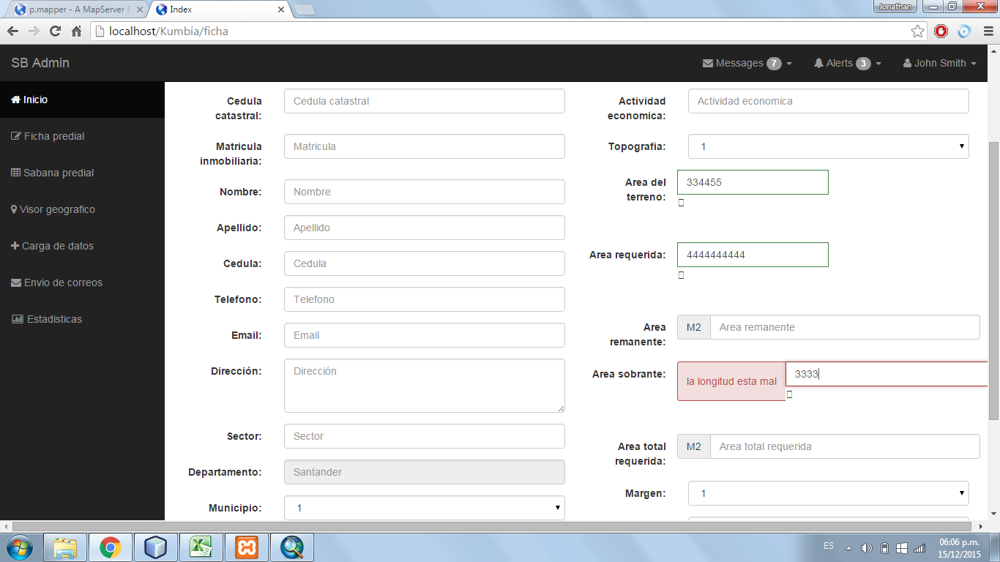 p.mapper - A MapServer P
Index
Jonathan
localhost/Kumbia/ficha
SB Admin
Messages 7
Alerts 3
John Smith
Inicio
Ficha predial
Sabana predial
Visor geografico
Carga de datos
Envio de correos
Estadisticas
Cedula
catastral:
Cedula catastral
Matricula
inmobiliaria:
Matricula
Nombre:
Nombre
Apellido:
Apellido
Cedula:
Cedula
Telefono:
Telefono
Email:
Email
Dirección:
Dirección
Sector:
Sector
Departamento:
Santander
Municipio:
1
Actividad
economica:
Actividad economica
Topografia:
1
Area del
terreno:
334455
Area requerida:
4444444444
Area
remanente:
M2
Area remanente
Area sobrante:
la longitud esta mal
3333
Area total
requerida:
M2
Area total requerida
Margen:
1
ES
06:06 p.m.
15/12/2015